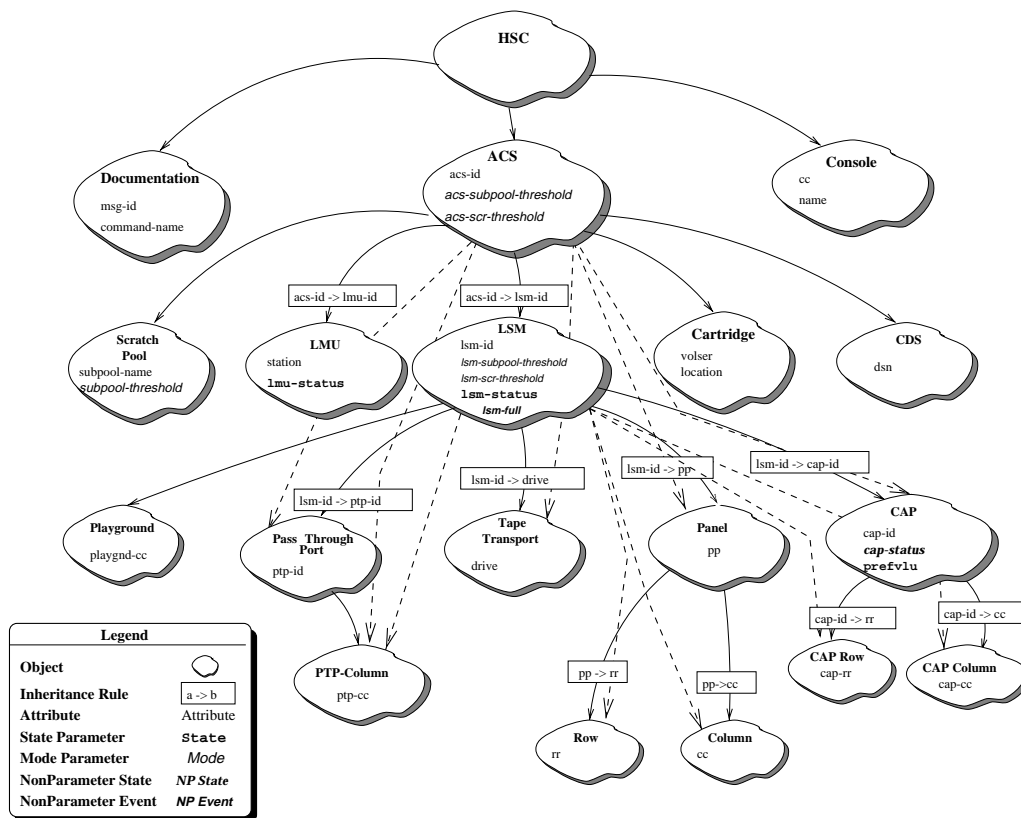 HSC
ACS
acs-id
acs-subpool-threshold
acs-scr-threshold
Documentation
msg-id
command-name
Console
cc
name
acs-id -> lmu-id
acs-id -> lsm-id
Scratch
Pool
subpool-name
subpool-threshold
LMU
station
lmu-status
LSM
lsm-id
lsm-subpool-threshold
lsm-scr-threshold
lsm-status
lsm-full
Cartridge
volser
location
CDS
dsn
lsm-id -> ptp-id
lsm-id -> drive
lsm-id -> pp
lsm-id -> cap-id
Playground
playgnd-cc
Pass Through
Port
ptp-id
Tape
Transport
drive
Panel
pp
CAP
cap-id
cap-status
prefvlu
cap-id -> rr
cap-id -> cc
PTP-Column
ptp-cc
pp -> rr
pp->cc
CAP Row
cap-rr
CAP Column
cap-cc
Row
rr
Column
cc
Legend
Object
Inheritance Rule a -> b
Attribute Attribute
State Parameter State
Mode Parameter Mode
NonParameter State NP State
NonParameter Event NP Event